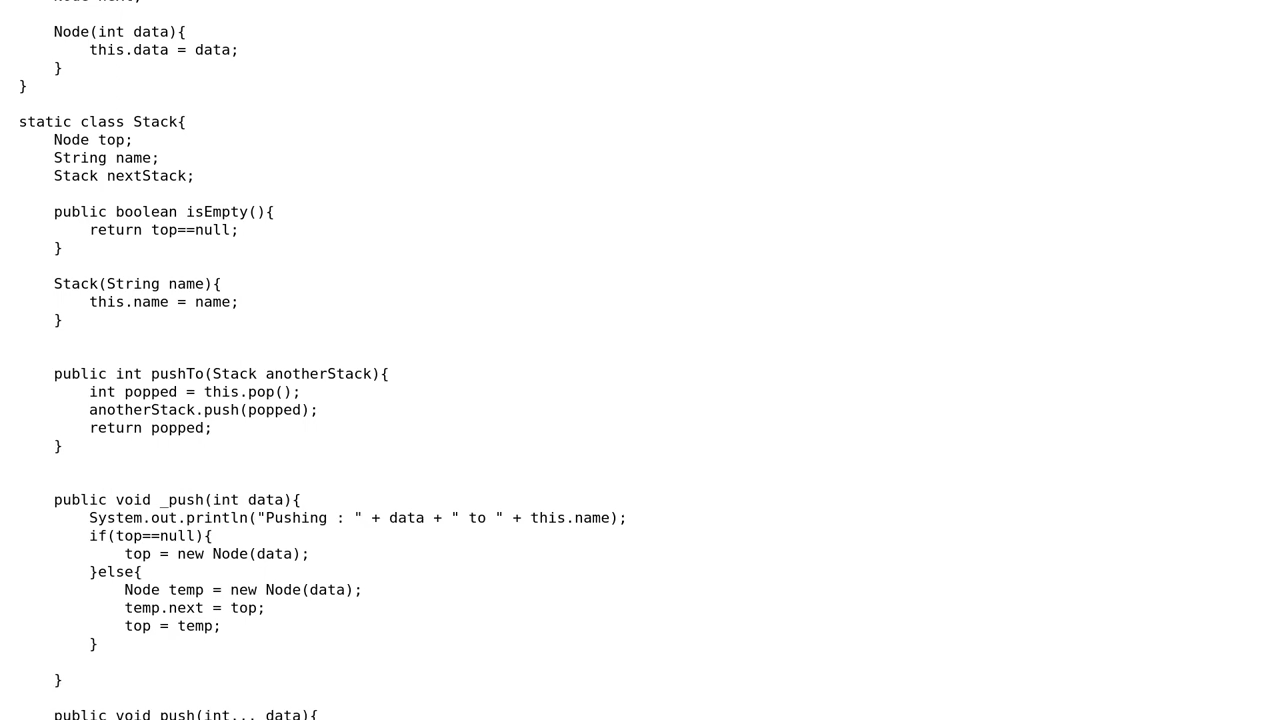 Node(int data){
this.data = data;
}
}
static class Stack{
Node top;
String name;
Stack nextStack;
public boolean isEmpty(){
return top==null;
}
Stack(String name){
this.name = name;
}
public int pushTo(Stack anotherStack){
int popped = this.pop();
anotherStack.push(popped);
return popped;
}
public void _push(int data){
System.out.println("Pushing : " + data + " to " + this.name);
if(top==null){
top = new Node(data);
}else{
Node temp = new Node(data);
temp.next = top;
top = temp;
}
}
public void push(int... data){